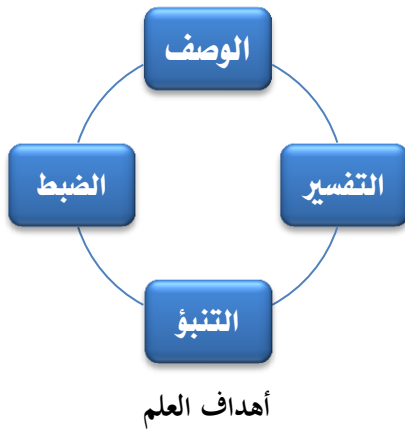 الوصف
التفسير
الضبط
التنبؤ
أهداف العلم